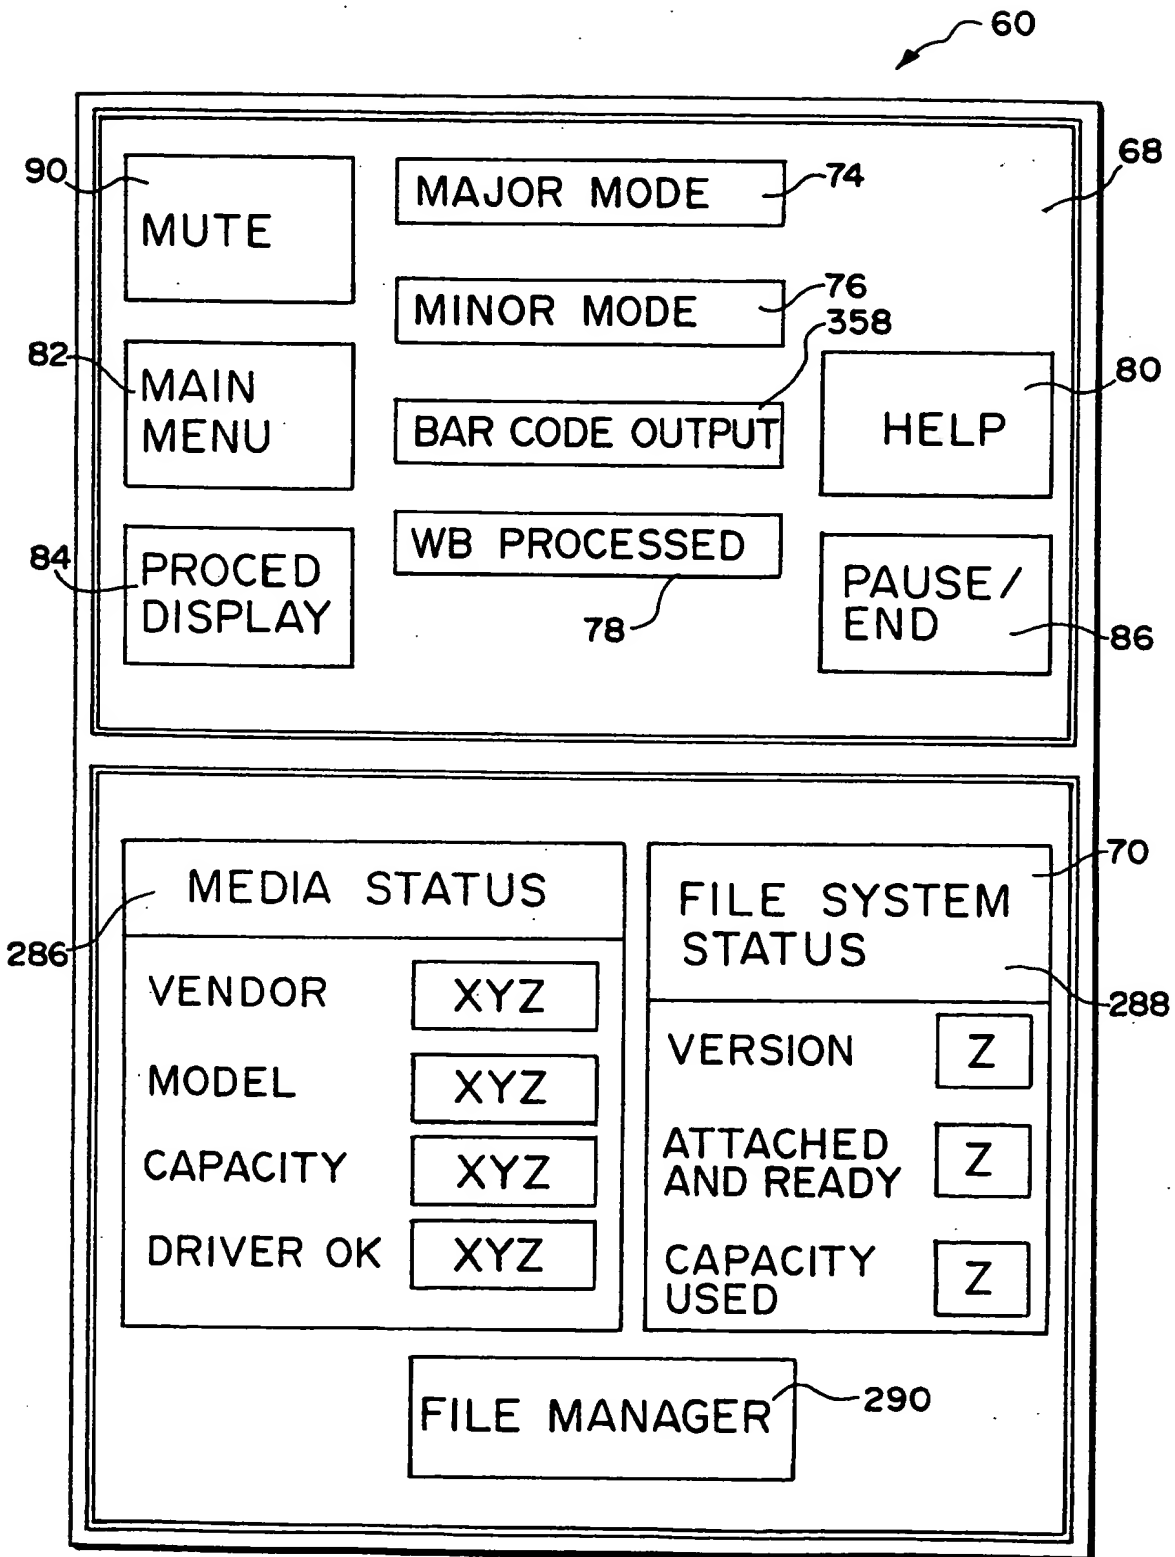 60
90
MUTE
MAJOR MODE
74
68
MINOR MODE
76
358
82
MAIN
MENU
BAR CODE OUTPUT
80
HELP
84
PROCED
DISPLAY
WB PROCESSED
78
PAUSE/
END
86
286
MEDIA STATUS
VENDOR XYZ
MODEL XYZ
CAPACITY XYZ
DRIVER OK XYZ
70
FILE SYSTEM
STATUS
288
VERSION Z
ATTACHED
AND READY Z
CAPACITY
USED Z
FILE MANAGER
290